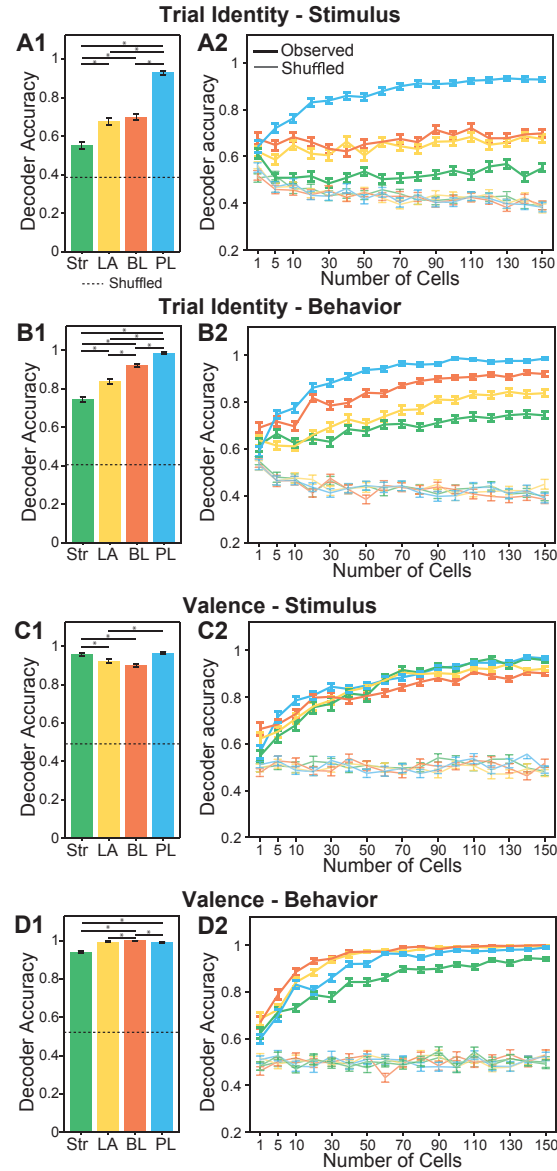 Trial Identity - Stimulus
A1
Decoder Accuracy
1
0.8
0.6
0.4
0.2
0
* * * * *
Str LA BL PL
Shuffled
A2
Decoder accuracy
1
0.8
0.6
0.4
0.2
Observed
Shuffled
1 5 10 30 50 70 90 110 130 150
Number of Cells
Trial Identity - Behavior
B1
Decoder Accuracy
1
0.8
0.6
0.4
0.2
0
* * * * * *
Str LA BL PL
B2
Decoder Accuracy
1
0.8
0.6
0.4
0.2
1 5 10 30 50 70 90 110 130 150
Number of Cells
Valence - Stimulus
C1
Decoder Accuracy
1
0.8
0.6
0.4
0.2
0
* * * *
Str LA BL PL
C2
Decoder accuracy
1
0.8
0.6
0.4
0.2
1 5 10 30 50 70 90 110 130 150
Number of Cells
Valence - Behavior
D1
Decoder Accuracy
1
0.8
0.6
0.4
0.2
0
* * * *
Str LA BL PL
D2
Decoder Accuracy
1
0.8
0.6
0.4
0.2
1 5 10 30 50 70 90 110 130 150
Number of Cells